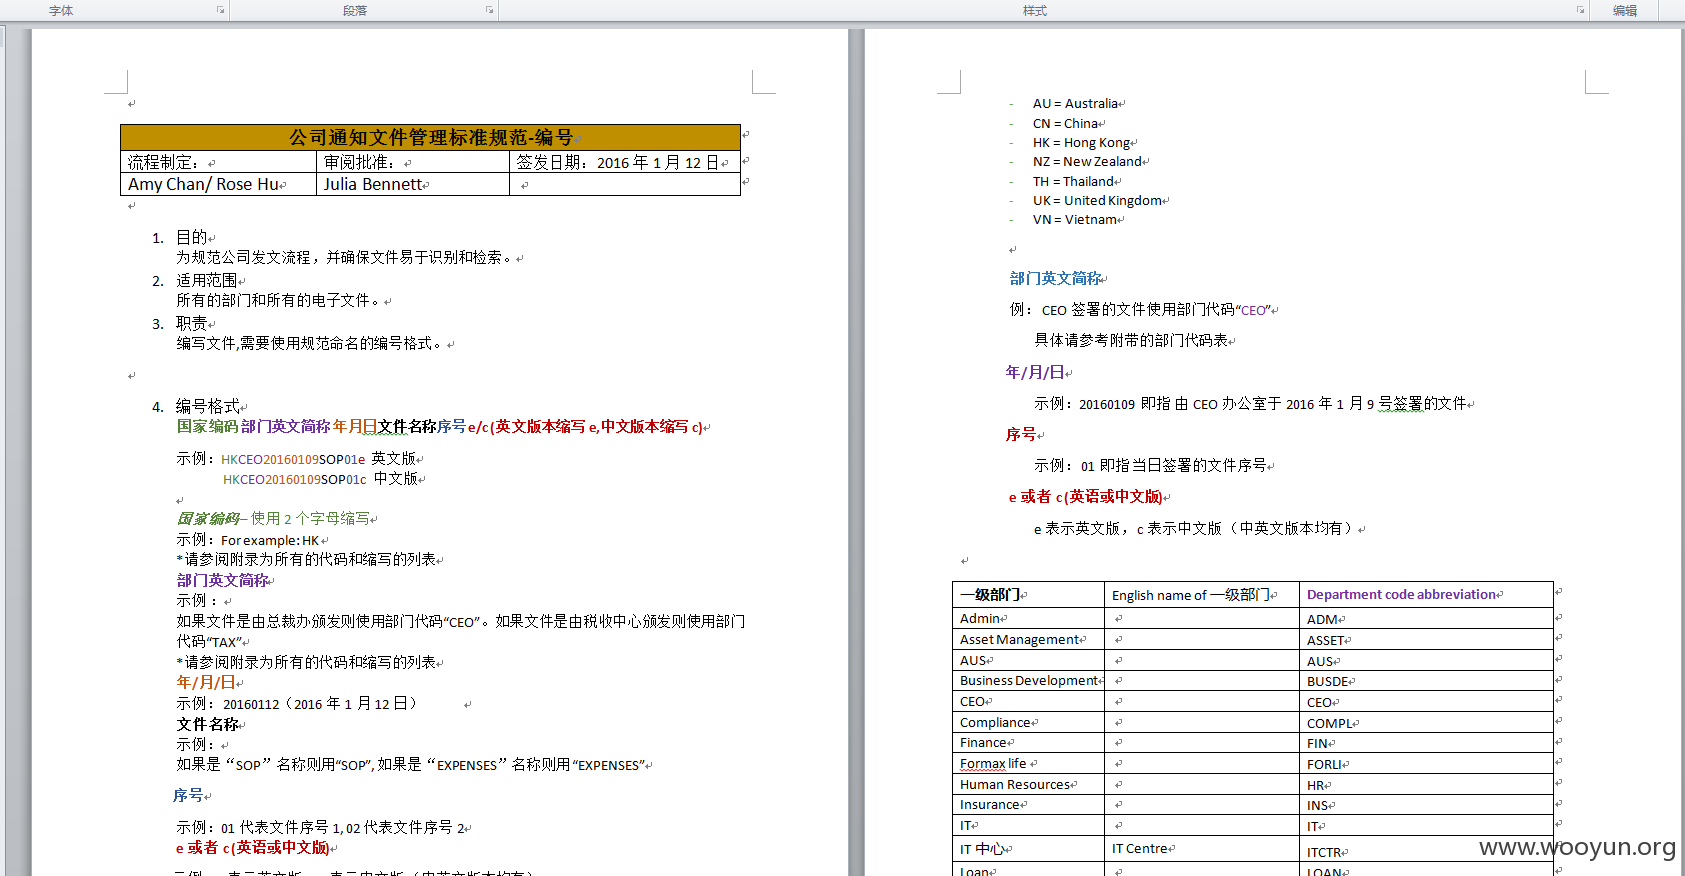 字体
段落
样式
编辑
公司通知文件管理标准规范-编号
流程制定： 审阅批准： 签发日期：2016 年 1 月 12 日
Amy Chan/ Rose Hu Julia Bennett
1. 目的
为规范公司发文流程，并确保文件易于识别和检索。
2. 适用范围
所有的部门和所有的电子文件。
3. 职责
编写文件,需要使用规范命名的编号格式。
4. 编号格式
国家编码部门英文简称年月日文件名称序号e/c(英文版本缩写 e,中文版本缩写 c)
示例：HKCEO20160109SOP01e 英文版
HKCEO20160109SOP01c 中文版
国家编码– 使用 2 个字母缩写
示例：For example: HK
*请参阅附录为所有的代码和缩写的列表
部门英文简称
示例：
如果文件是由总裁办颁发则使用部门代码“CEO”。如果文件是由税收中心颁发则使用部门
代码“TAX”
*请参阅附录为所有的代码和缩写的列表
年/月/日
示例：20160112（2016 年 1 月 12 日）
文件名称
示例：
如果是“SOP”名称则用“SOP”, 如果是“EXPENSES”名称则用“EXPENSES”
序号
示例：01 代表文件序号 1, 02 代表文件序号 2
e 或者 c (英语或中文版)
- AU = Australia
- CN = China
- HK = Hong Kong
- NZ = New Zealand
- TH = Thailand
- UK = United Kingdom
- VN = Vietnam
部门英文简称
例：CEO 签署的文件使用部门代码“CEO”
具体请参考附带的部门代码表
年/月/日
示例：20160109 即指 由 CEO 办公室于 2016 年 1 月 9 号签署的文件
序号
示例：01 即指当日签署的文件序号
e 或者 c (英语或中文版)
e 表示英文版，c 表示中文版（中英文版本均有）
一级部门 English name of 一级部门 Department code abbreviation
Admin ADM
Asset Management ASSET
AUS AUS
Business Development BUSDE
CEO CEO
Compliance COMPL
Finance FIN
Formax life FORLI
Human Resources HR
Insurance INS
IT IT
IT 中心 IT Centre ITCTR
Loan LOAN
www.wooyun.org